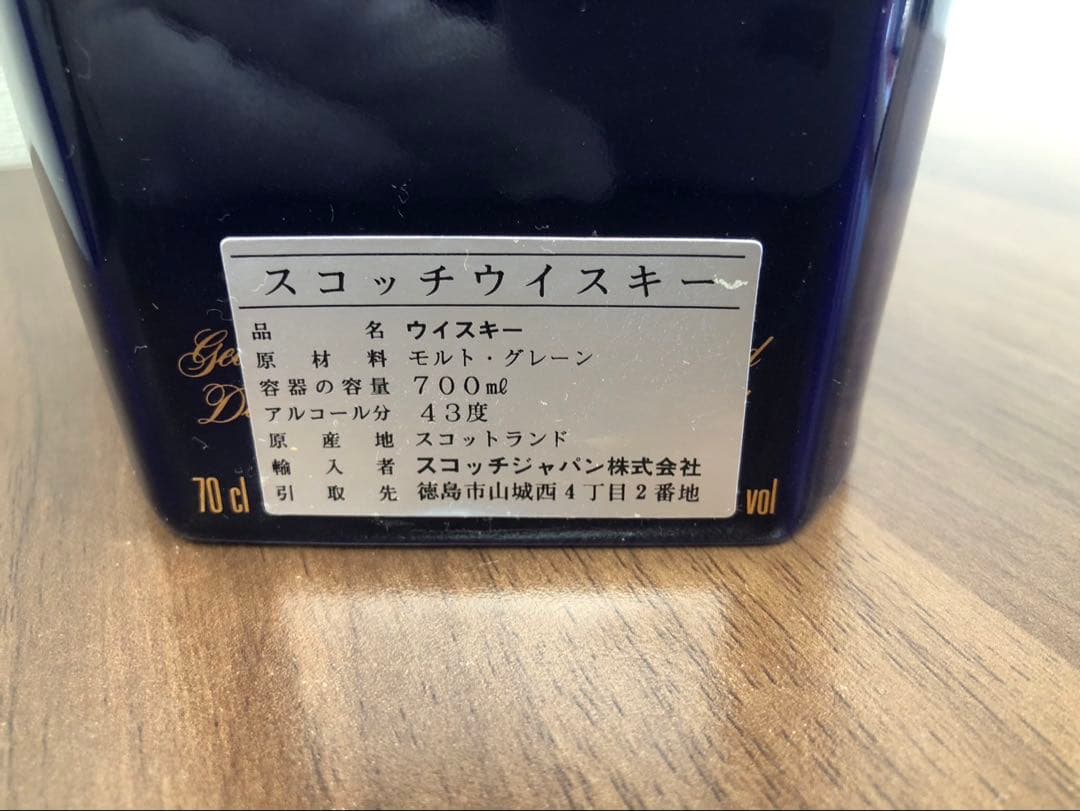 スコッチウイスキー
品名 ウイスキー
原材料 モルト・グレーン
容器の容量 700㎖
アルコール分 43度
原産地 スコットランド
輸入者 スコッチジャパン株式会社
引取先 徳島市山城西4丁目2番地
70 cl vol